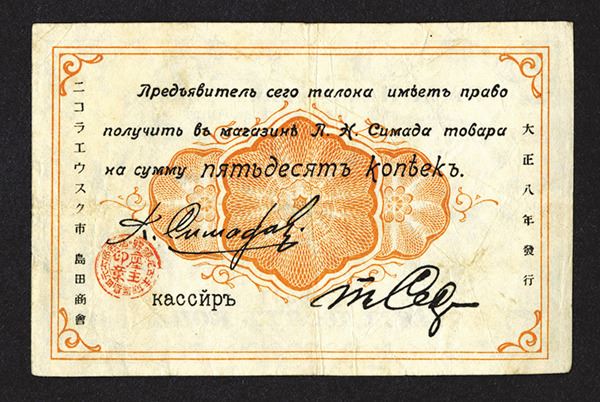 Предъявитель сего талона имѣетъ право
получить въ магазинѣ П. Н. Симада товара
на сумму пятьдесятъ копѣекъ.
П. Симада
кассиръ
ニコラエウスク市 島田商會
大正八年發行